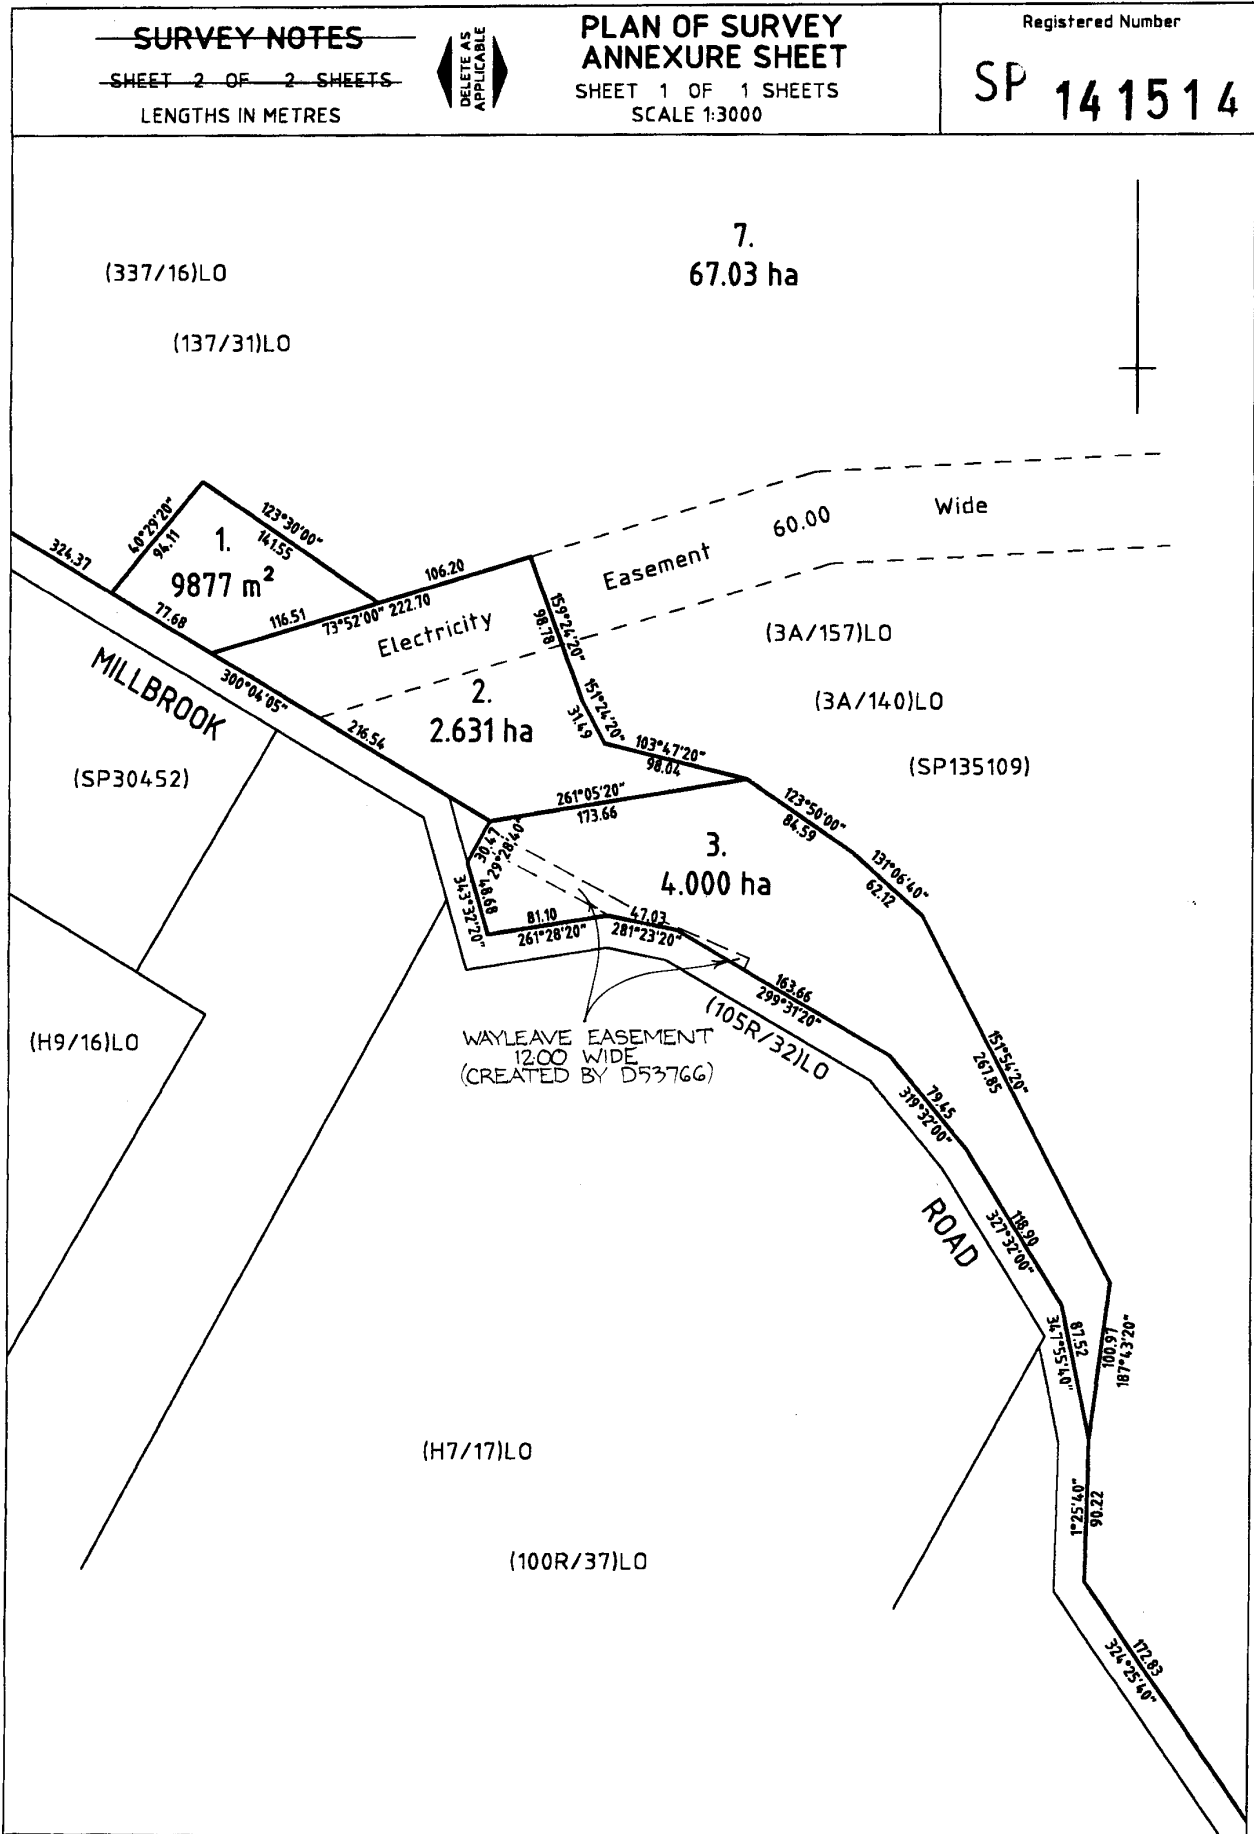 SURVEY NOTES
SHEET 2 OF 2 SHEETS
LENGTHS IN METRES
DELETE AS
APPLICABLE
PLAN OF SURVEY
ANNEXURE SHEET
SHEET 1 OF 1 SHEETS
SCALE 1:3000
Registered Number
SP 141514
7.
67.03 ha
(337/16)LO
(137/31)LO
324.37
40°29'20"
94.11
123°30'00"
141.55
1.
9877 m²
77.68
116.51
106.20
73°52'00" 222.70
Electricity
Easement
60.00
Wide
159°24'20"
98.78
(3A/157)LO
(3A/140)LO
(SP135109)
MILLBROOK
300°04'05"
216.54
2.
2.631 ha
151°24'20"
31.49
103°47'20"
98.04
(SP30452)
261°05'20"
173.66
123°50'00"
84.59
30.47
29°28'40"
3.
4.000 ha
131°06'40"
62.12
343°32'20"
48.68
81.10
261°28'20"
47.03
281°23'20"
163.66
299°31'20"
(105R/32)LO
WAYLEAVE EASEMENT
12.00 WIDE
(CREATED BY D53766)
(H9/16)LO
151°54'20"
267.85
79.45
319°32'00"
ROAD
118.90
327°32'00"
87.52
347°55'40"
100.97
187°43'20"
(H7/17)LO
1°25'40"
90.22
(100R/37)LO
172.83
324°25'40"